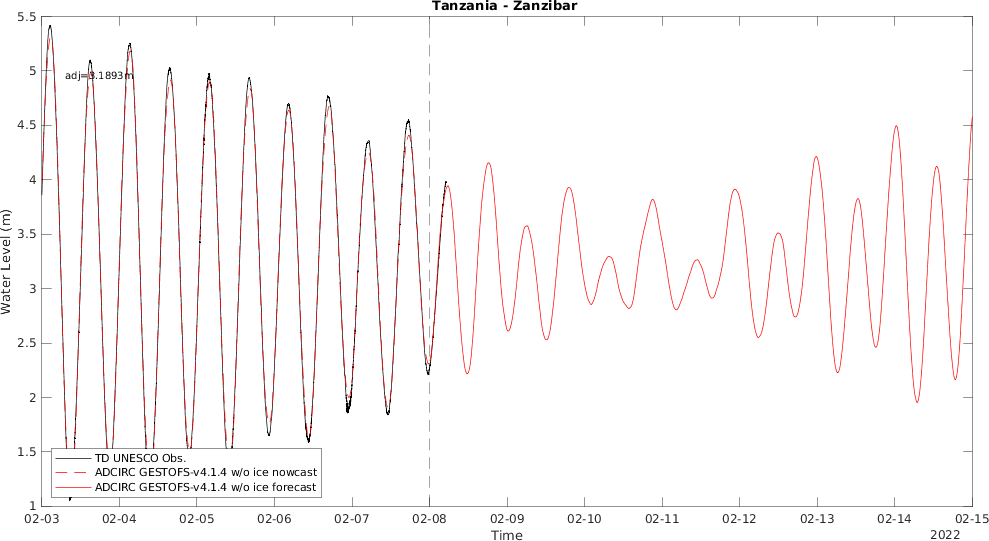 Tanzania - Zanzibar
5.5
5
4.5
4
3.5
3
2.5
2
1.5
1
Water Level (m)
adj=3.1893m
TD UNESCO Obs.
ADCIRC GESTOFS-v4.1.4 w/o ice nowcast
ADCIRC GESTOFS-v4.1.4 w/o ice forecast
02-03 02-04 02-05 02-06 02-07 02-08 02-09 02-10 02-11 02-12 02-13 02-14 02-15
Time
2022